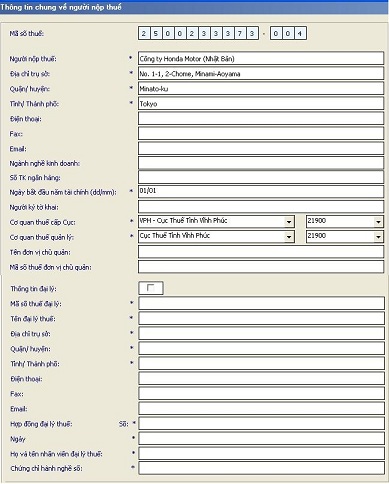 Thông tin chung về người nộp thuế
Mã số thuế: 2 5 0 0 2 3 3 3 7 3 - 0 0 4
Người nộp thuế: * Công ty Honda Motor (Nhật Bản)
Địa chỉ trụ sở: * No. 1-1, 2-Chome, Minami-Aoyama
Quận/ huyện: * Minato-ku
Tỉnh/ Thành phố: * Tokyo
Điện thoại:
Fax:
Email:
Ngành nghề kinh doanh:
Số TK ngân hàng:
Ngày bắt đầu năm tài chính (dd/mm): * 01/01
Người ký tờ khai:
Cơ quan thuế cấp Cục: * VPH - Cục Thuế Tỉnh Vĩnh Phúc 21900
Cơ quan thuế quản lý: * Cục Thuế Tỉnh Vĩnh Phúc 21900
Tên đơn vị chủ quản:
Mã số thuế đơn vị chủ quản:
Thông tin đại lý:
Mã số thuế đại lý: *
Tên đại lý thuế: *
Địa chỉ trụ sở: *
Quận/ huyện: *
Tỉnh/ Thành phố: *
Điện thoại:
Fax:
Email:
Hợp đồng đại lý thuế: Số: *
Ngày *
Họ và tên nhân viên đại lý thuế: *
Chứng chỉ hành nghề số: *